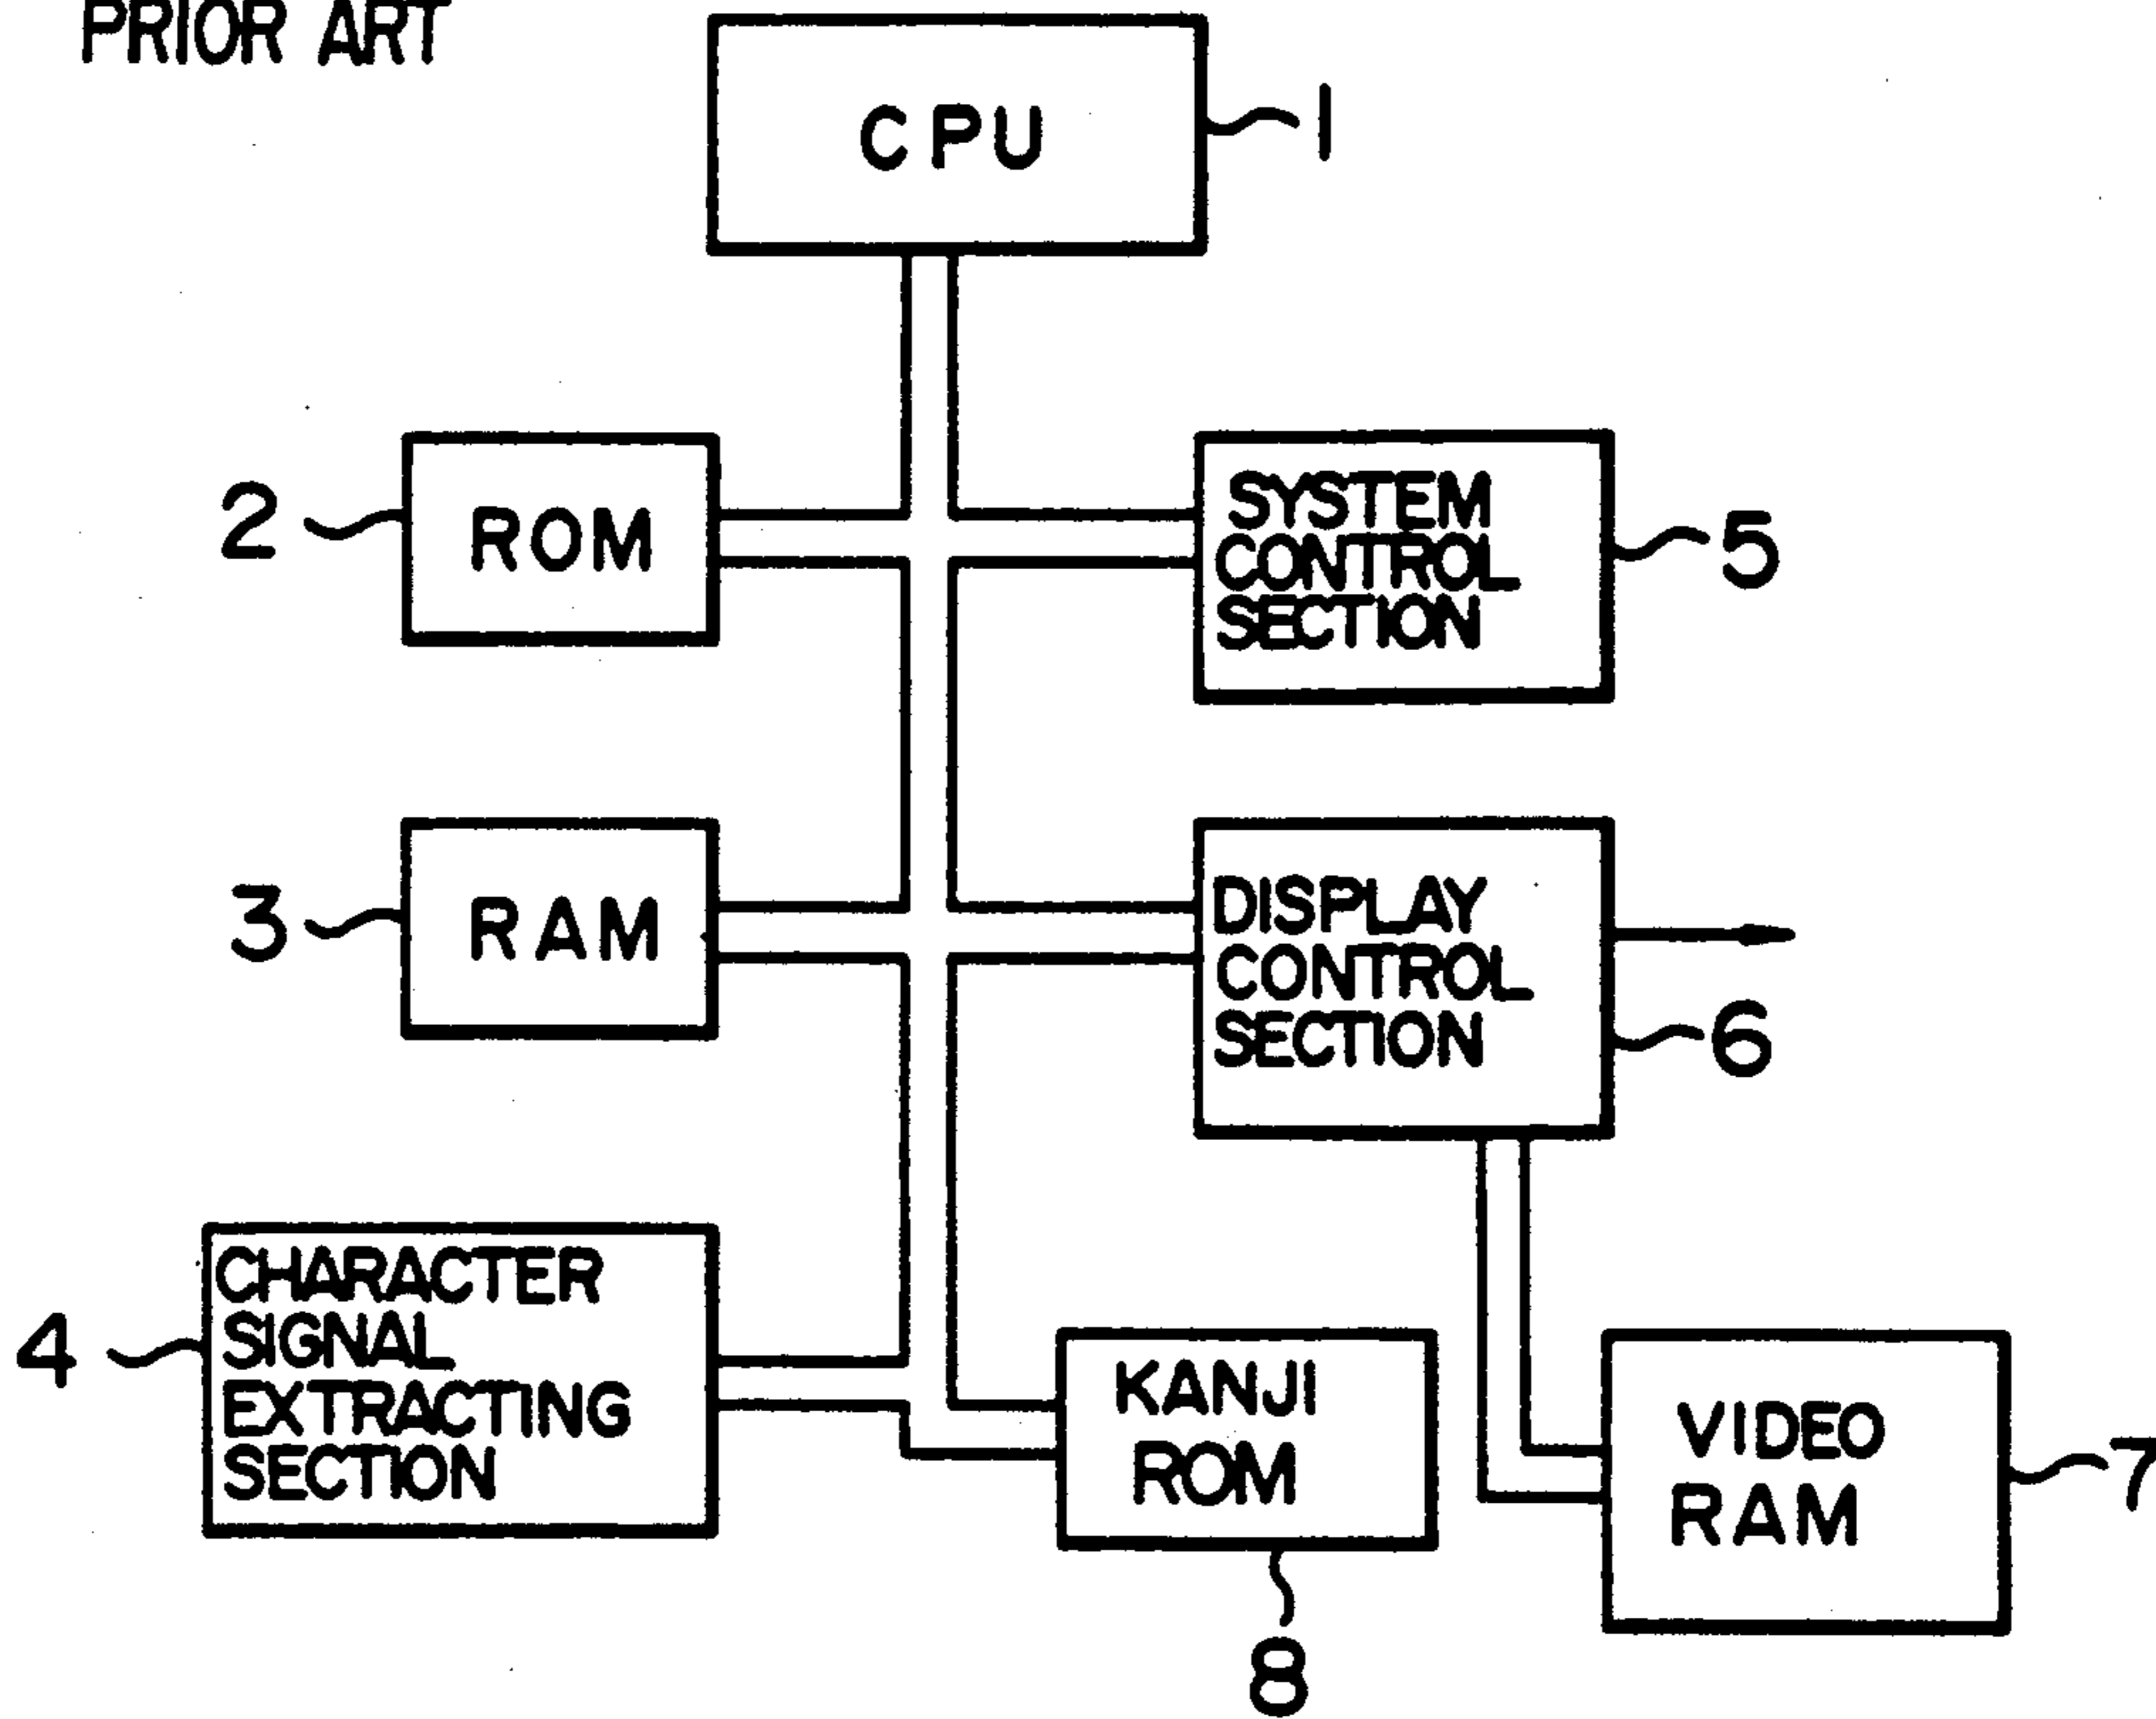 PRIOR ART
CPU
1
2
ROM
SYSTEM
CONTROL
SECTION
5
3
RAM
DISPLAY
CONTROL
SECTION
6
4
CHARACTER
SIGNAL
EXTRACTING
SECTION
KANJI
ROM
8
VIDEO
RAM
7